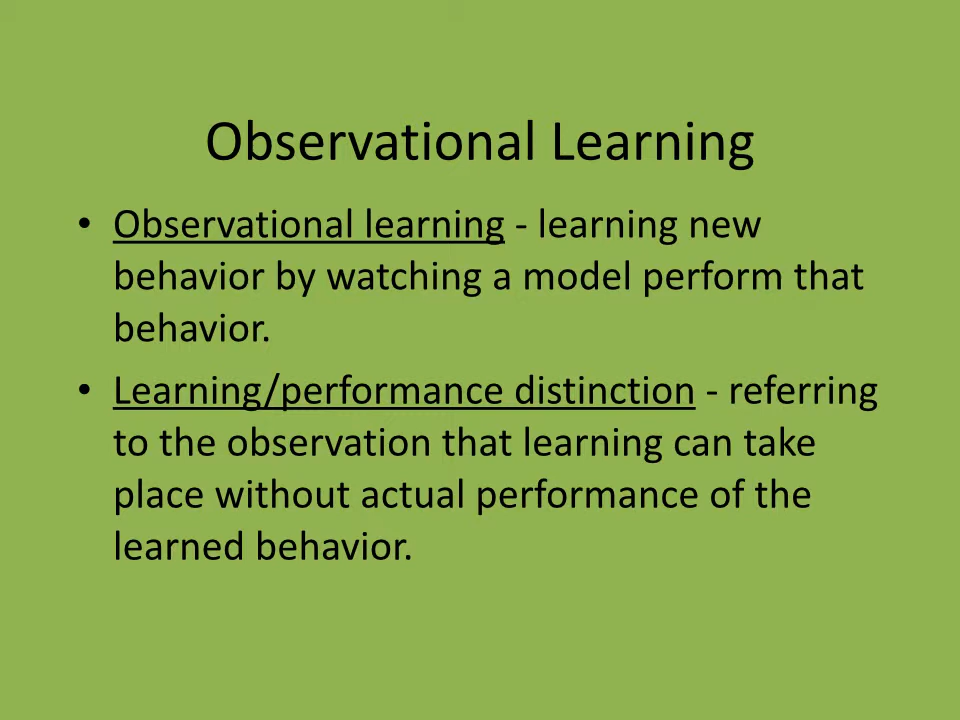 Observational Learning
• Observational learning - learning new
behavior by watching a model perform that
behavior.
• Learning/performance distinction - referring
to the observation that learning can take
place without actual performance of the
learned behavior.